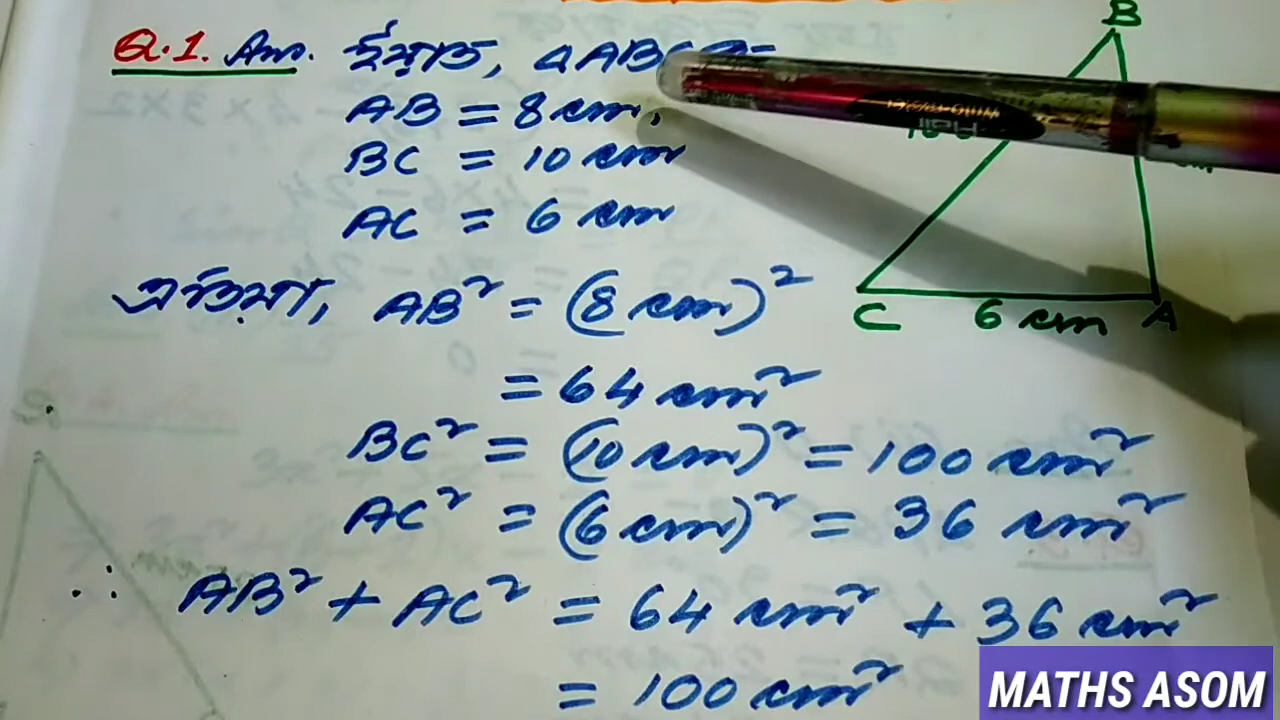 Q.1. Ans. দিয়া আছে, ΔABC ৰ
AB = 8 cm,
BC = 10 cm
AC = 6 cm
AB² = (8 cm)²
= 64 cm²
BC² = (10 cm)² = 100 cm²
AC² = (6 cm)² = 36 cm²
∴ AB² + AC² = 64 cm² + 36 cm²
= 100 cm²
B
C 6 cm A
MATHS ASOM